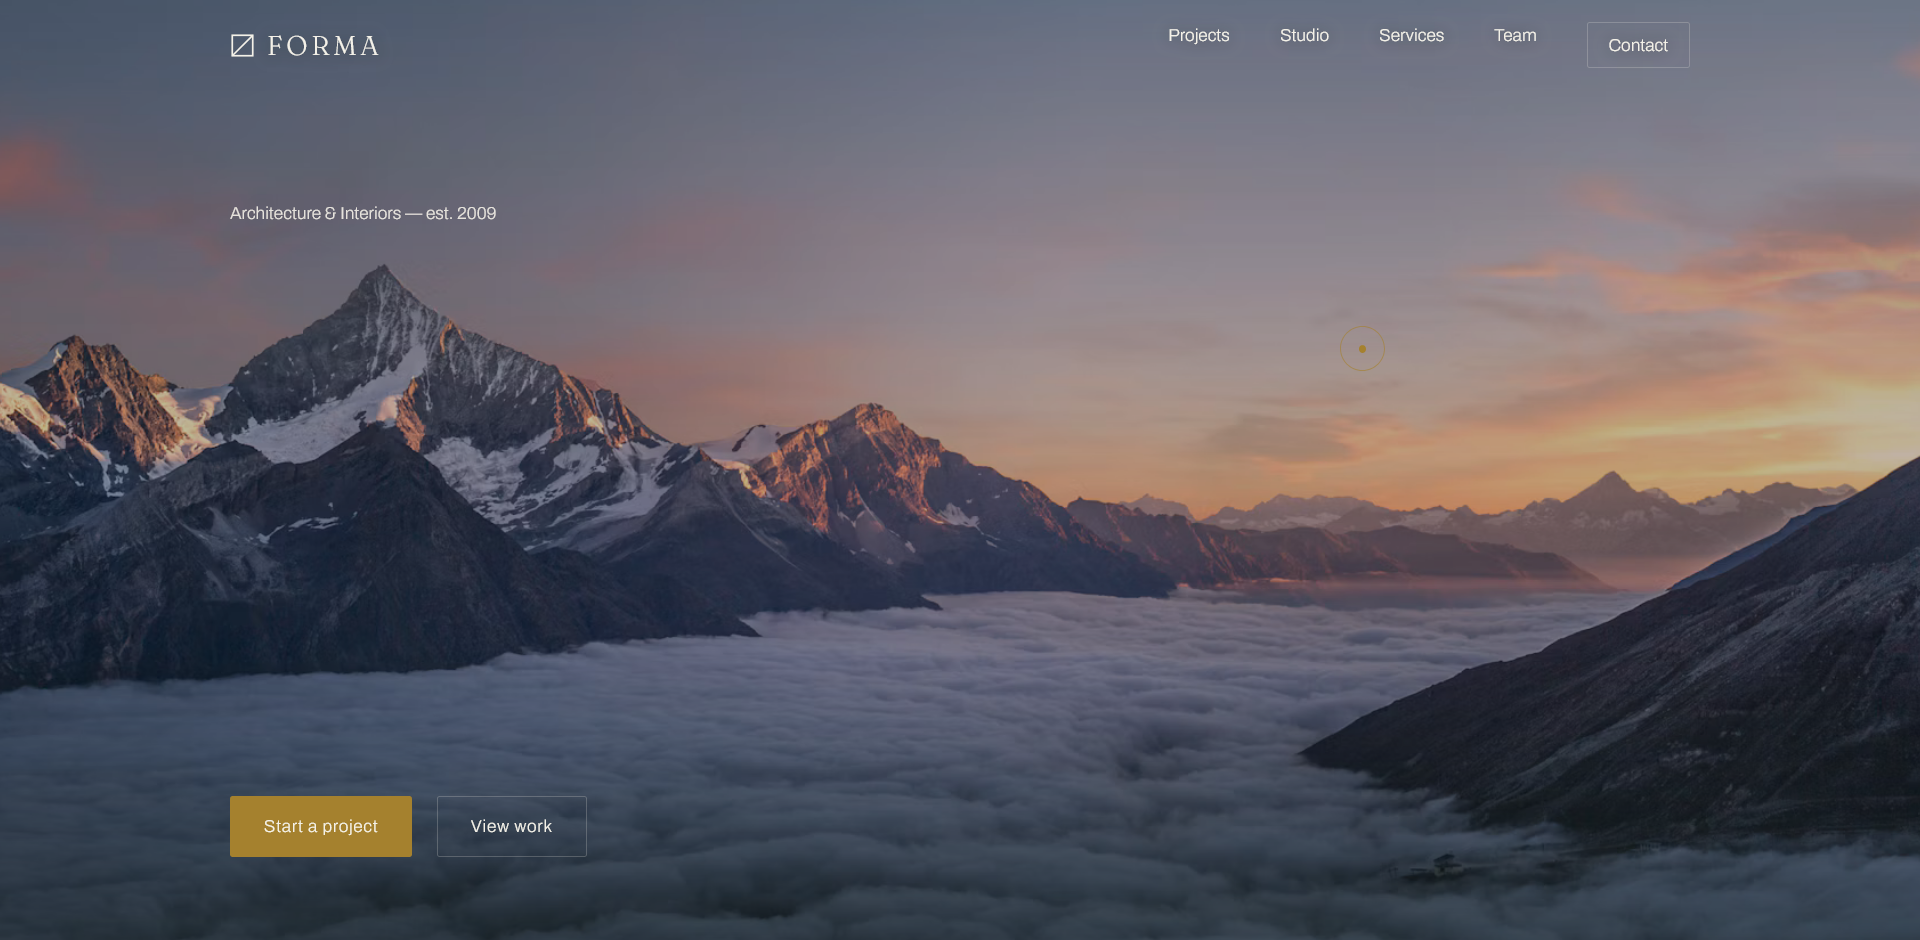 FORMA
Projects
Studio
Services
Team
Contact
Architecture & Interiors — est. 2009
Start a project
View work